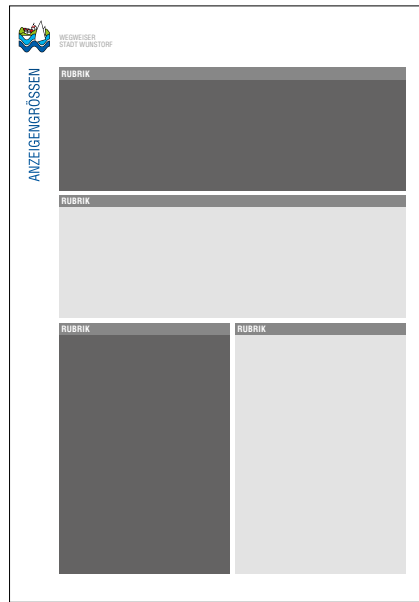 WEGWEISER
STADT WUNSTORF
ANZEIGENGRÖSSEN
RUBRIK
RUBRIK
RUBRIK
RUBRIK